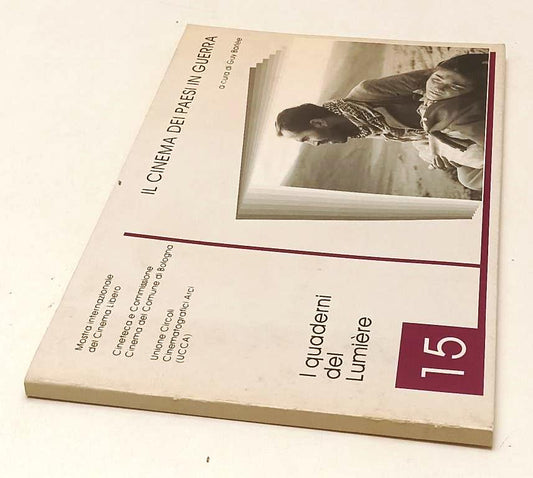 IL CINEMA DEI PAESI IN GUERRA
a cura di Guy Borlée
Mostra Internazionale
del Cinema Libero
Cineteca e Commissione
Cinema del Comune di Bologna
Unione Circoli
Cinematografici Arci
(UCCA)
I quaderni
del
Lumière
15